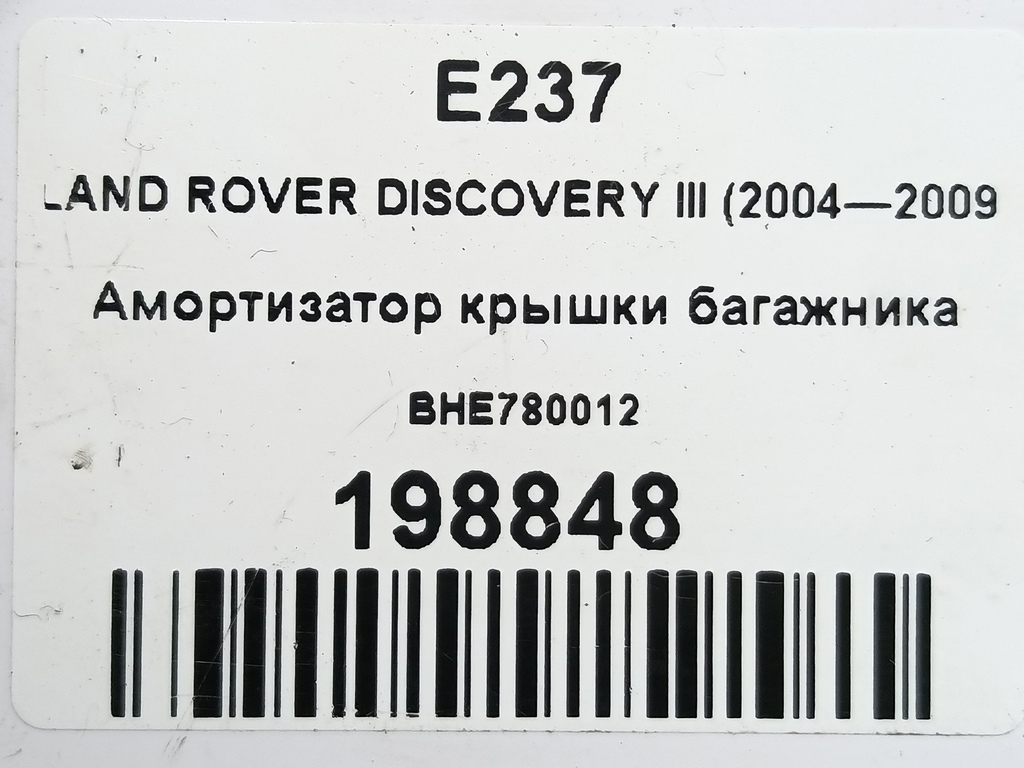 E237
LAND ROVER DISCOVERY III (2004—2009
Амортизатор крышки багажника
BHE780012
198848